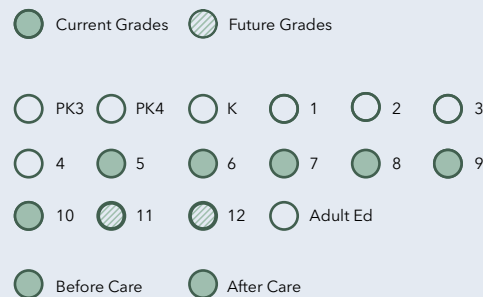 Current Grades Future Grades
PK3 PK4 K 1 2 3
4 5 6 7 8 9
10 11 12 Adult Ed
Before Care After Care